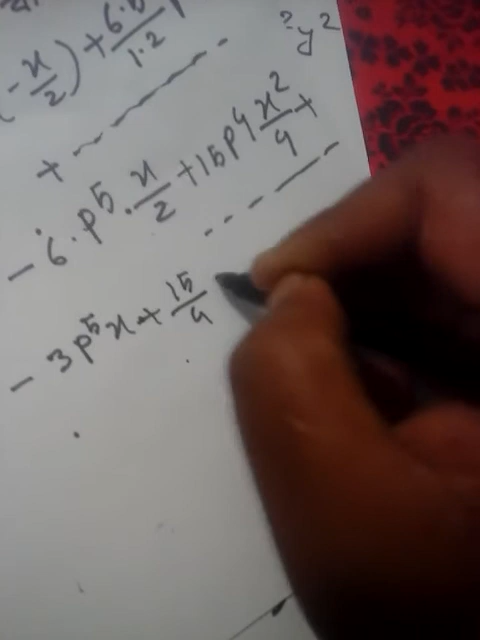 (-x/2) + 6.5/1.2
?y²
+ - - - - - - -
- 6.p⁵.x/2 + 15p⁴ x²/4 +
- - - - - -
- 3p⁵x + 15/4